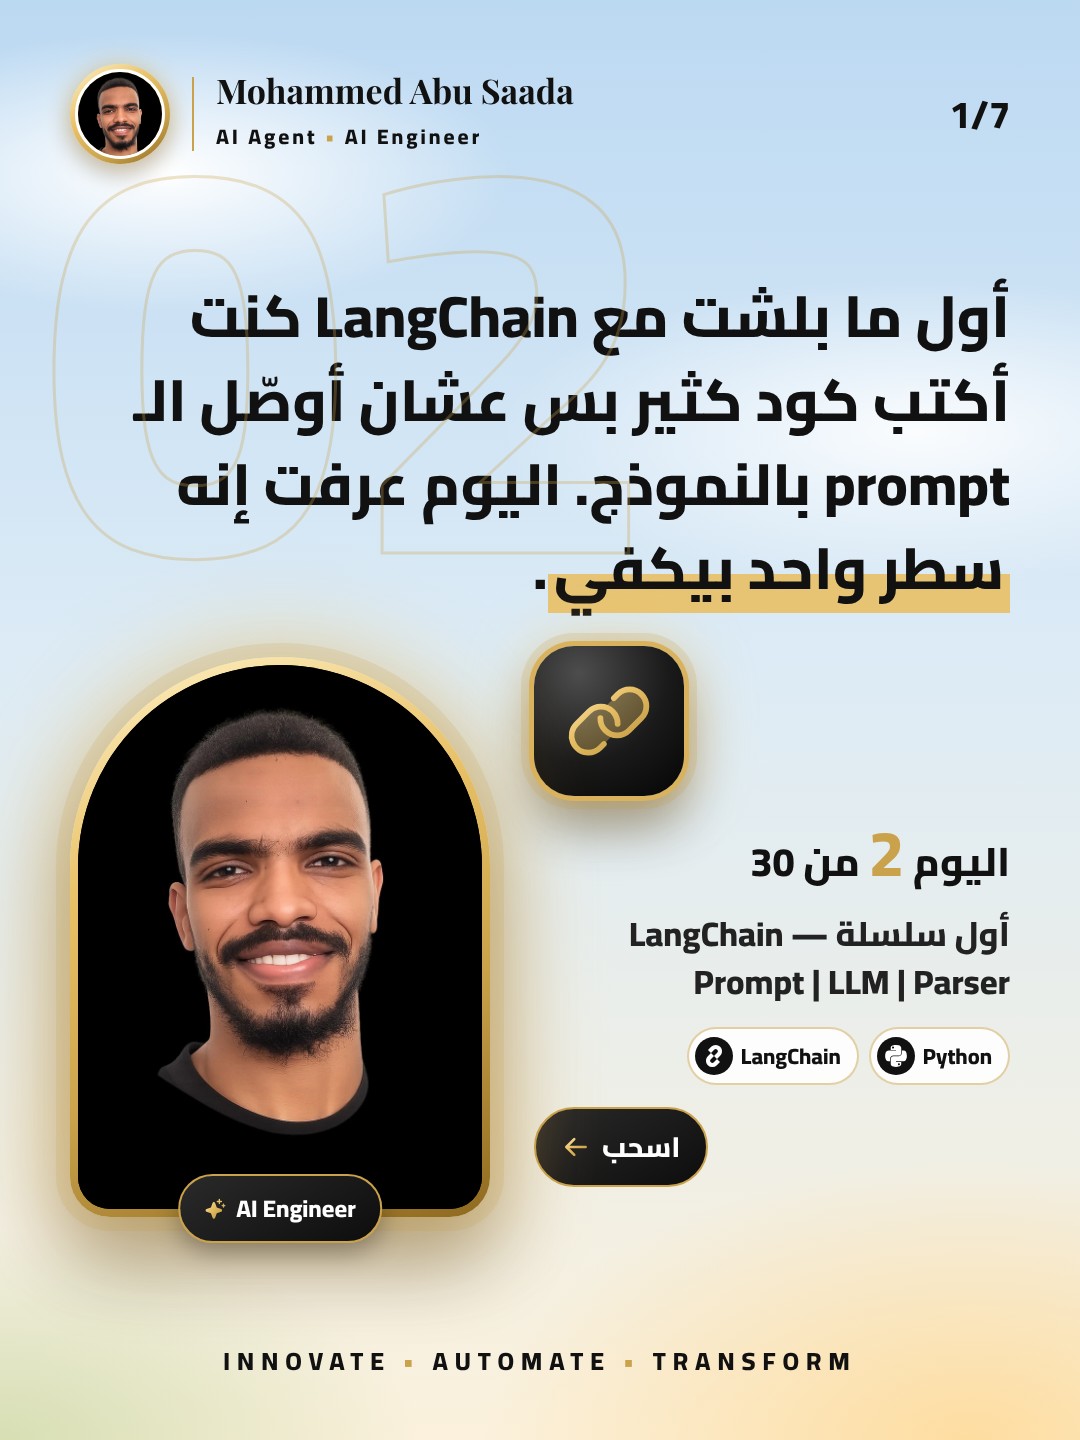 Mohammed Abu Saada
AI Agent ▪ AI Engineer
1/7
02
أول ما بلشت مع LangChain كنت
أكتب كود كثير بس عشان أوصّل الـ
prompt بالنموذج. اليوم عرفت إنه
سطر واحد بيكفي.
اليوم 2 من 30
أول سلسلة — LangChain
Prompt | LLM | Parser
Python
LangChain
اسحب ←
AI Engineer
INNOVATE ▪ AUTOMATE ▪ TRANSFORM